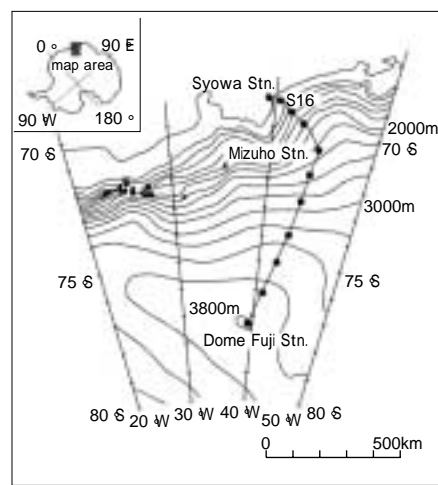 0 ° 90 E
map area
90 W 180 °
Syowa Stn.
S16
2000m
70 S
Mizuho Stn.
70 S
3000m
75 S
75 S
3800m
Dome Fuji Stn.
80 S
20 W
30 W
40 W
50 W
80 S
0 500km